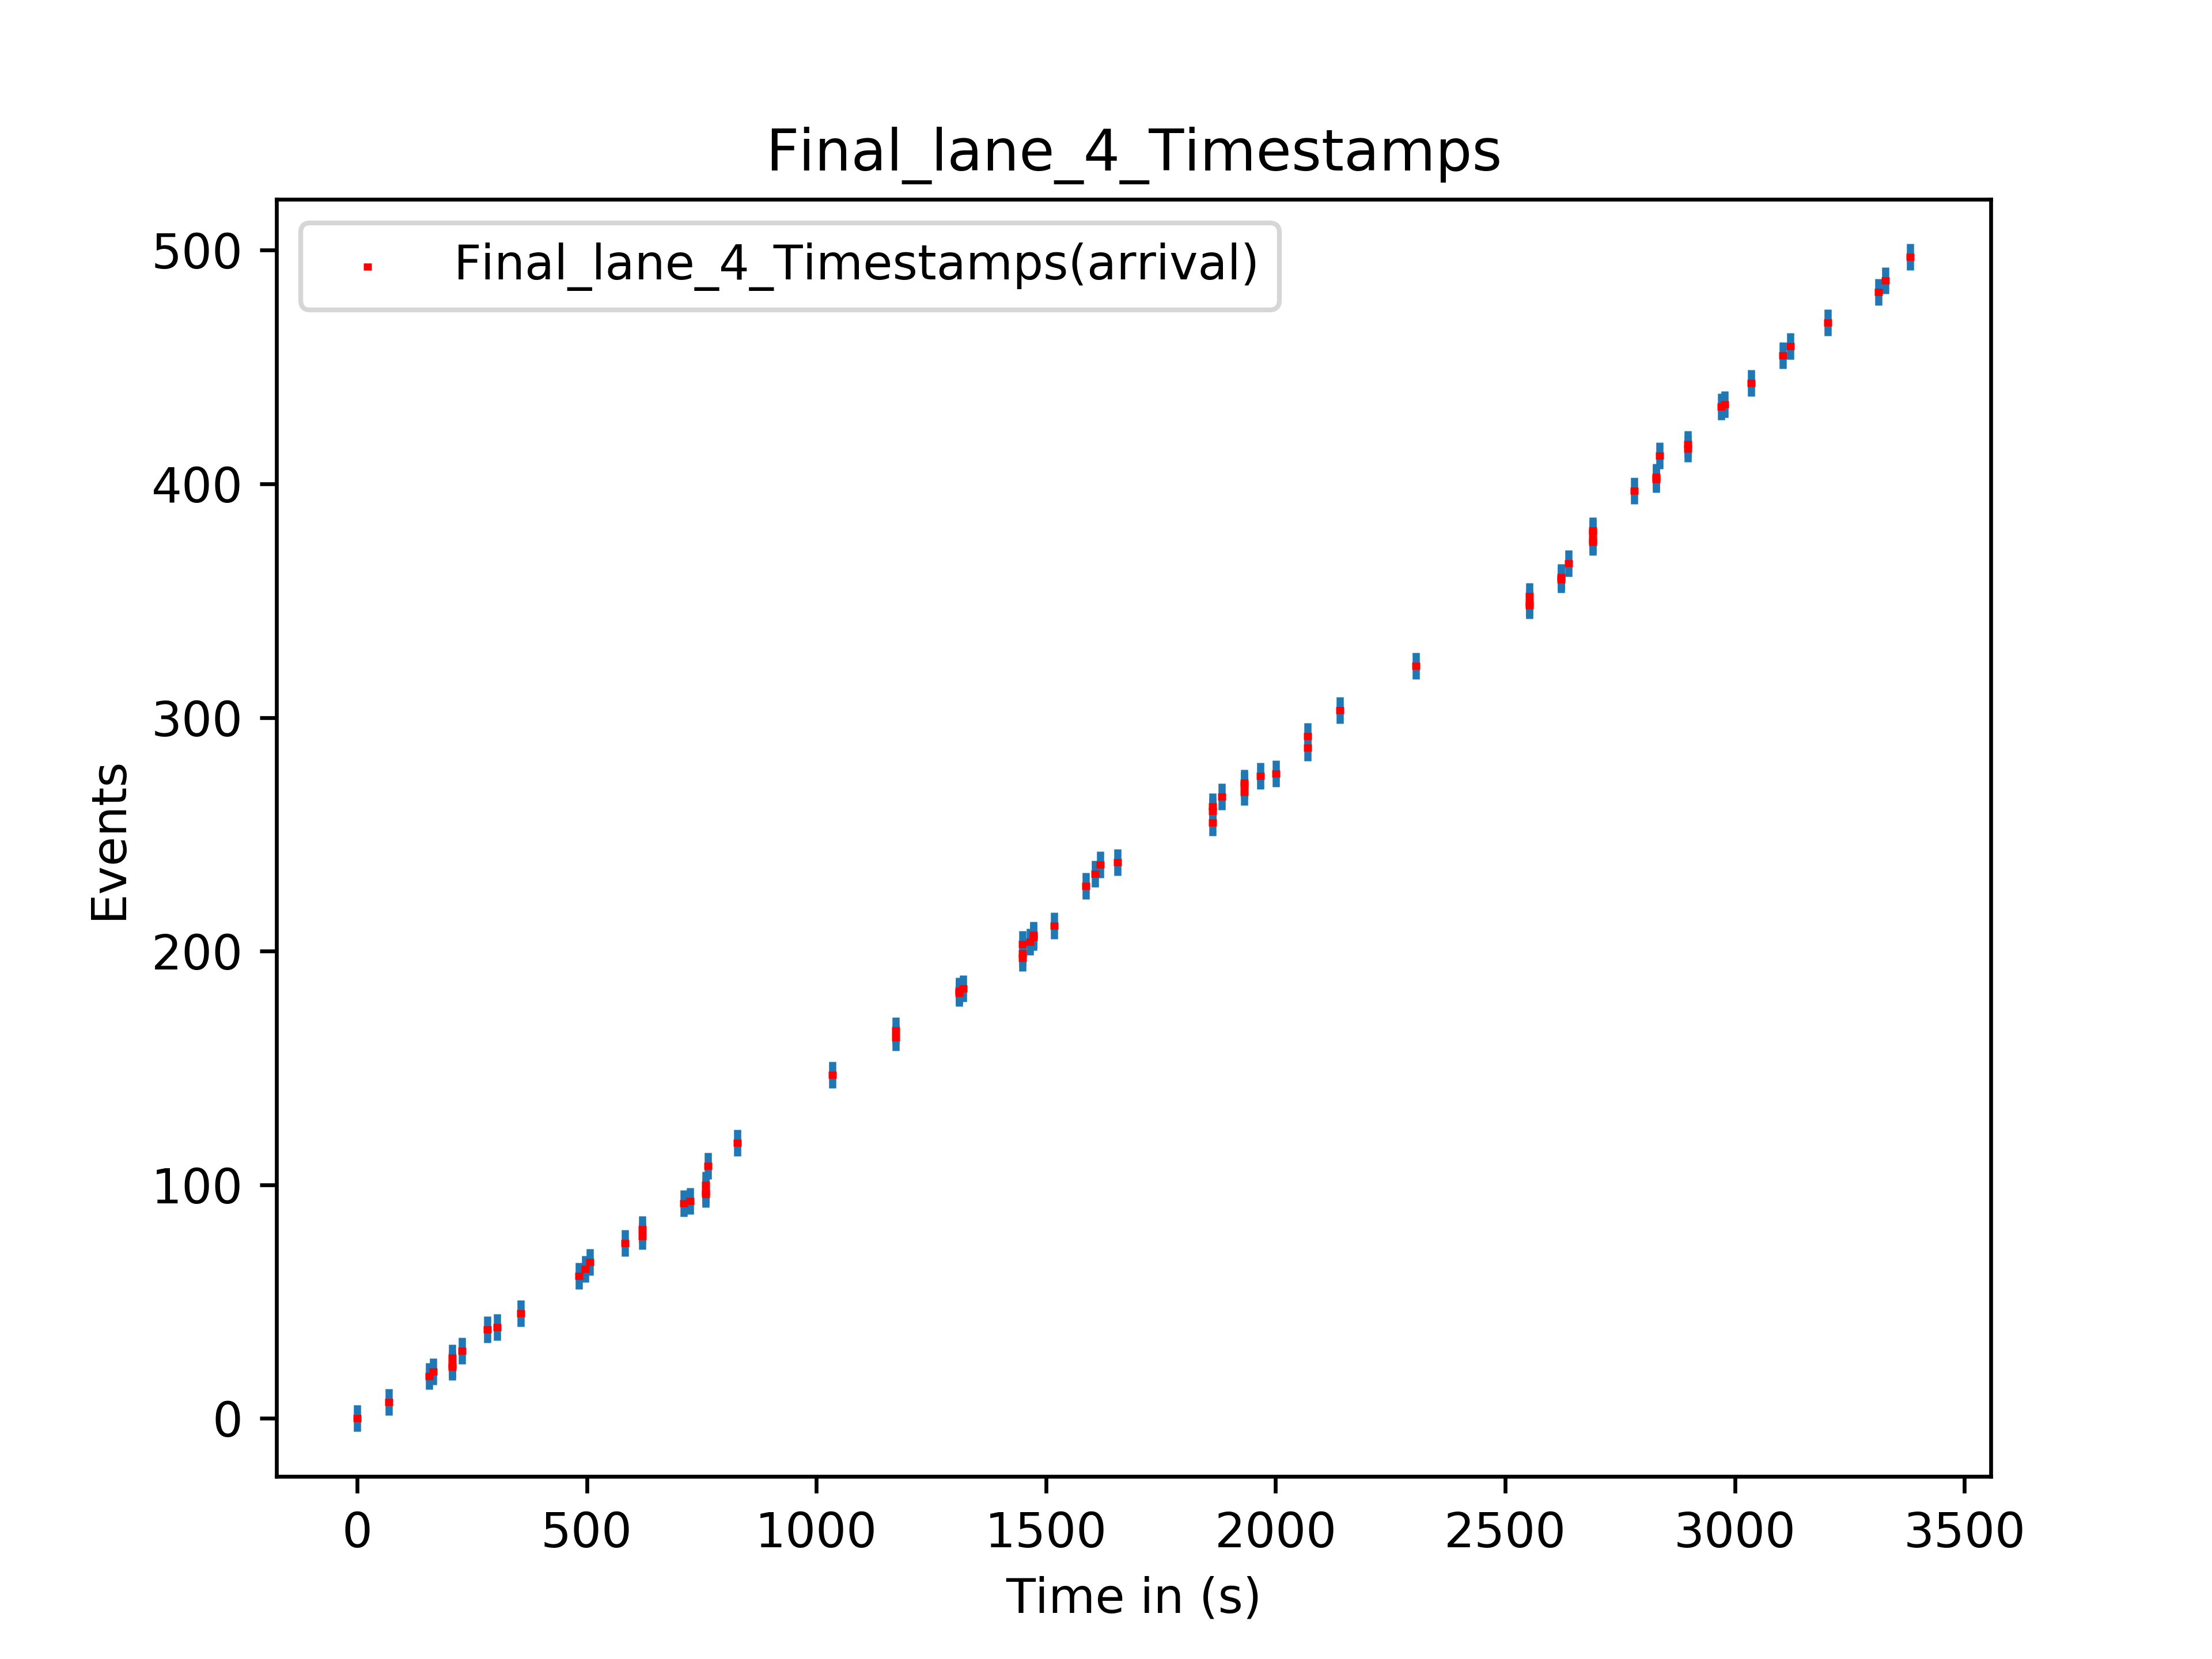 Final_lane_4_Timestamps
Final_lane_4_Timestamps(arrival)
500
400
300
200
100
0
Events
0 500 1000 1500 2000 2500 3000 3500
Time in (s)